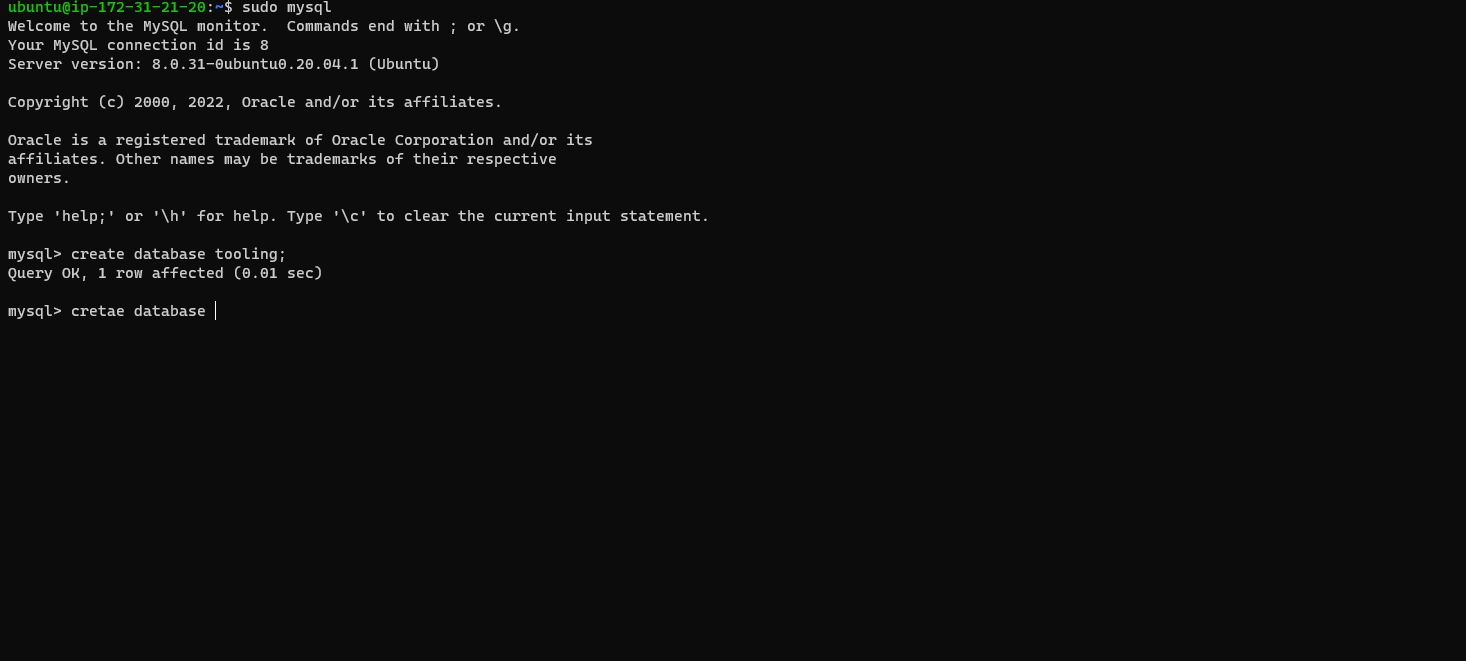 ubuntu@ip-172-31-21-20:~$ sudo mysql
Welcome to the MySQL monitor.  Commands end with ; or \g.
Your MySQL connection id is 8
Server version: 8.0.31-0ubuntu0.20.04.1 (Ubuntu)
Copyright (c) 2000, 2022, Oracle and/or its affiliates.
Oracle is a registered trademark of Oracle Corporation and/or its
affiliates. Other names may be trademarks of their respective
owners.
Type 'help;' or '\h' for help. Type '\c' to clear the current input statement.
mysql> create database tooling;
Query OK, 1 row affected (0.01 sec)
mysql> cretae database